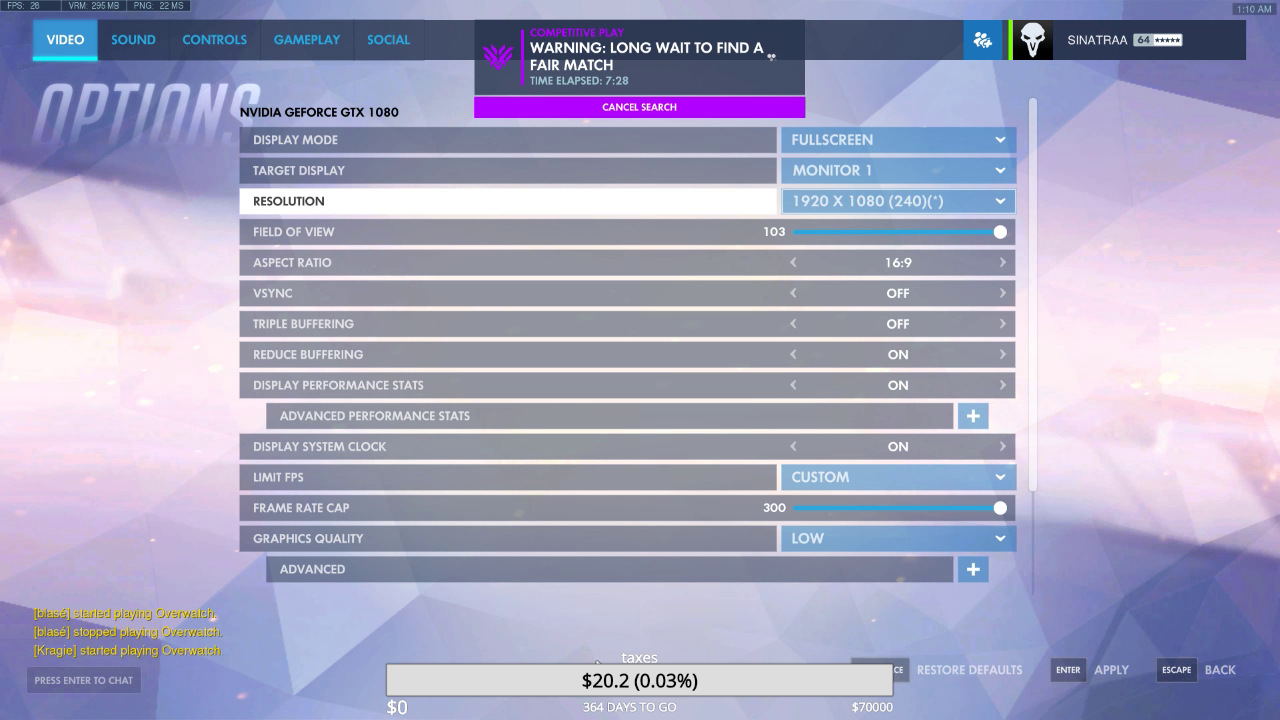 FPS: 26 VRM: 295 MB PNG: 22 MS
1:10 AM
VIDEO SOUND CONTROLS GAMEPLAY SOCIAL
COMPETITIVE PLAY
WARNING: LONG WAIT TO FIND A
FAIR MATCH
TIME ELAPSED: 7:28
CANCEL SEARCH
SINATRAA 64 ★★★★★
OPTIONS
NVIDIA GEFORCE GTX 1080
DISPLAY MODE FULLSCREEN
TARGET DISPLAY MONITOR 1
RESOLUTION 1920 X 1080 (240)(*)
FIELD OF VIEW 103
ASPECT RATIO 16:9
VSYNC OFF
TRIPLE BUFFERING OFF
REDUCE BUFFERING ON
DISPLAY PERFORMANCE STATS ON
ADVANCED PERFORMANCE STATS +
DISPLAY SYSTEM CLOCK ON
LIMIT FPS CUSTOM
FRAME RATE CAP 300
GRAPHICS QUALITY LOW
ADVANCED +
[blasé] started playing Overwatch.
[blasé] stopped playing Overwatch.
[Kragie] started playing Overwatch.
PRESS ENTER TO CHAT
taxes
$20.2 (0.03%)
$0 364 DAYS TO GO $70000
CE RESTORE DEFAULTS ENTER APPLY ESCAPE BACK